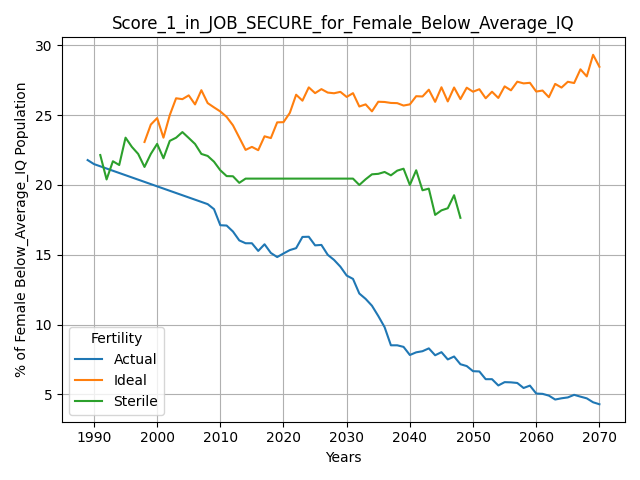 Score_1_in_JOB_SECURE_for_Female_Below_Average_IQ
% of Female Below_Average_IQ Population
30
25
20
15
10
5
Fertility
Actual
Ideal
Sterile
1990 2000 2010 2020 2030 2040 2050 2060 2070
Years